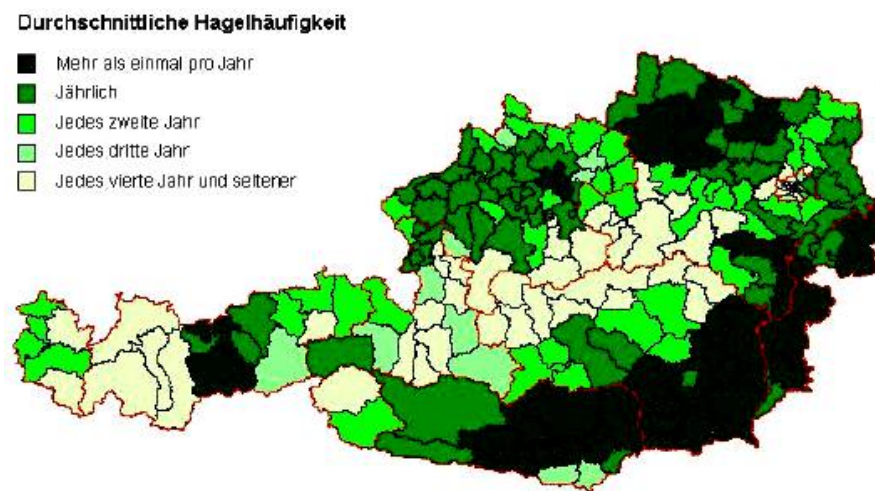 Durchschnittliche Hagelhäufigkeit
Mehr als einmal pro Jahr
Jährlich
Jedes zweite Jahr
Jedes dritte Jahr
Jedes vierte Jahr und seltener